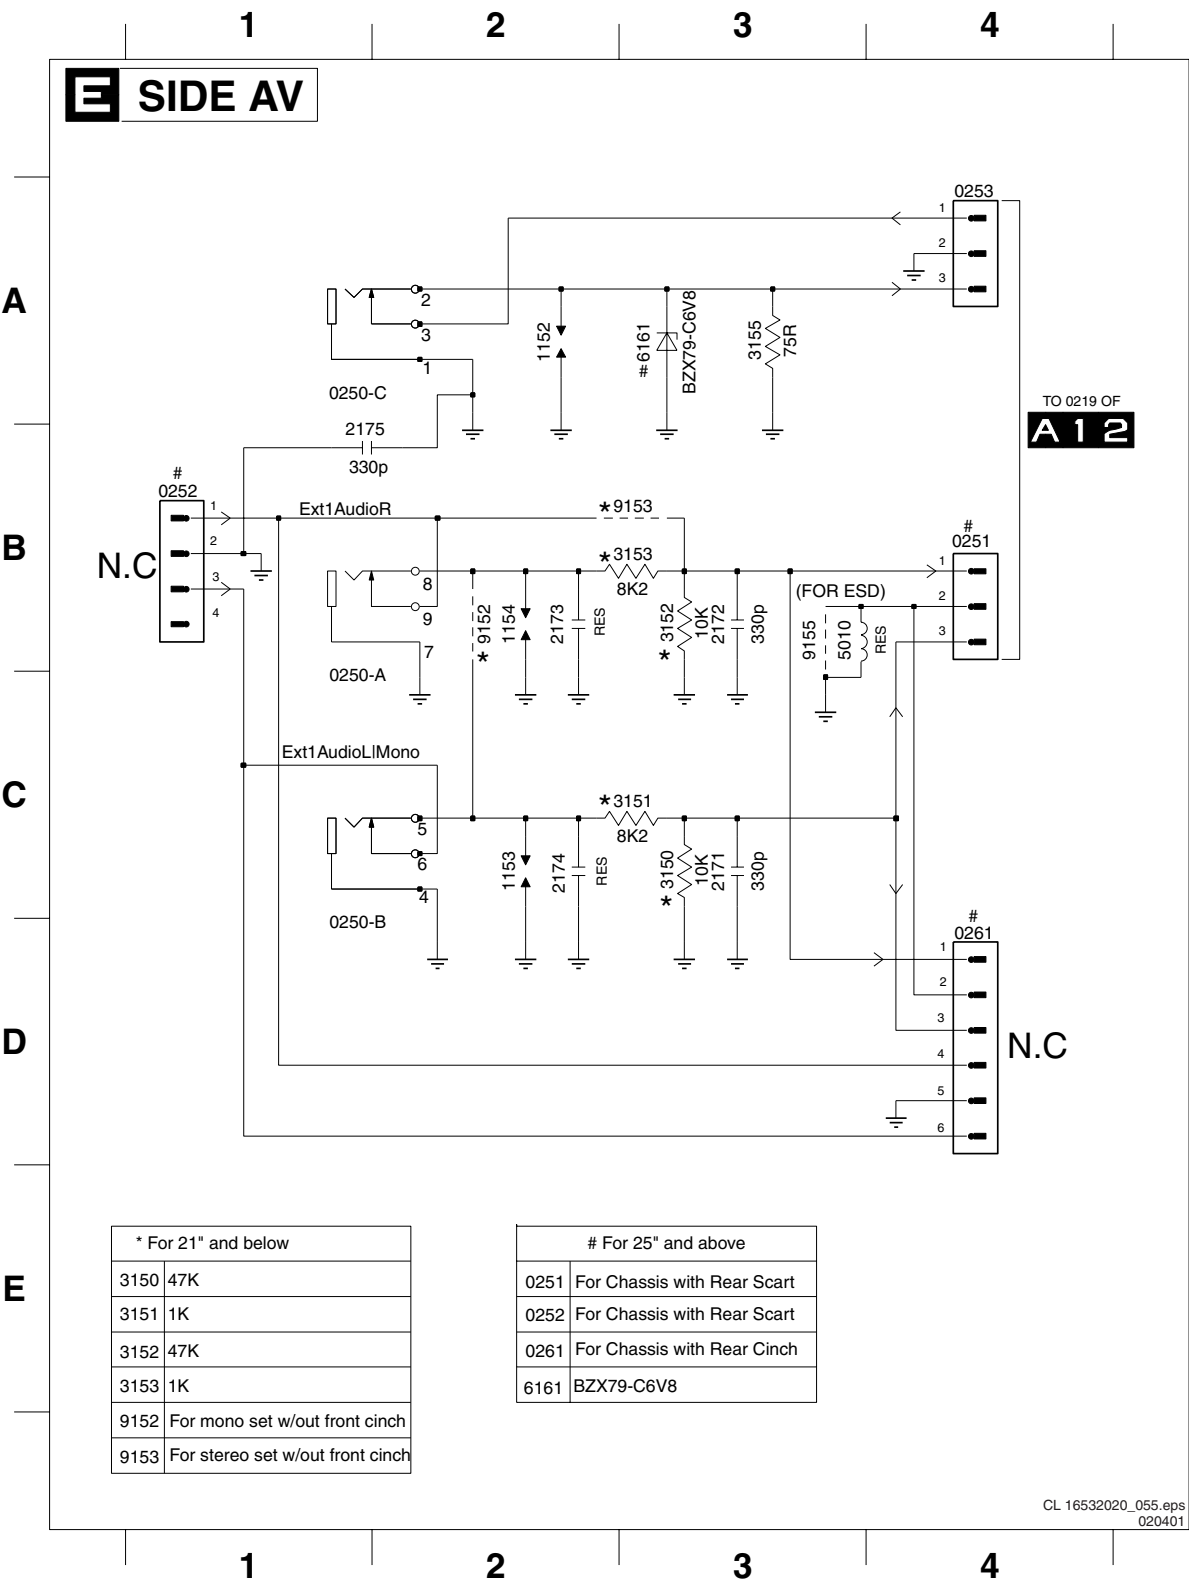 1 2 3 4
E SIDE AV
0253
1
2
3
A
2
3
1
1152
# 6161
BZX79-C6V8
3155
75R
0250-C
TO 0219 OF
A12
2175
330p
#
0252
1
2
3
4
N.C
Ext1AudioR
*9153
B
*3153
8K2
8
9
7
0250-A
* 9152
1154
2173
RES
* 3152
10K
2172
330p
(FOR ESD)
9155
5010
RES
#
0251
1
2
3
Ext1AudioL|Mono
C
*3151
8K2
5
6
4
0250-B
1153
2174
RES
* 3150
10K
2171
330p
#
0261
1
2
3
4
5
6
D
N.C
E
* For 21" and below
3150 47K
3151 1K
3152 47K
3153 1K
9152 For mono set w/out front cinch
9153 For stereo set w/out front cinch
# For 25" and above
0251 For Chassis with Rear Scart
0252 For Chassis with Rear Scart
0261 For Chassis with Rear Cinch
6161 BZX79-C6V8
CL 16532020_055.eps
020401
1 2 3 4